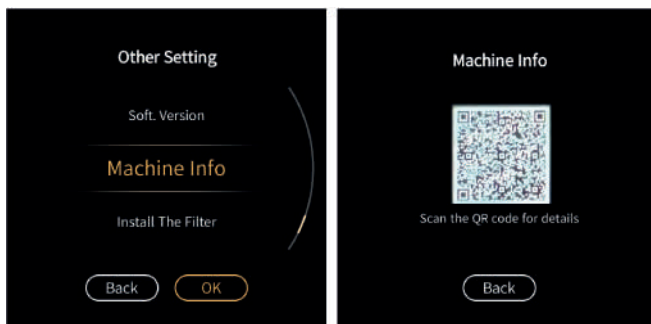 Other Setting
Soft. Version
Machine Info
Install The Filter
Back
OK
Machine Info
Scan the QR code for details
Back